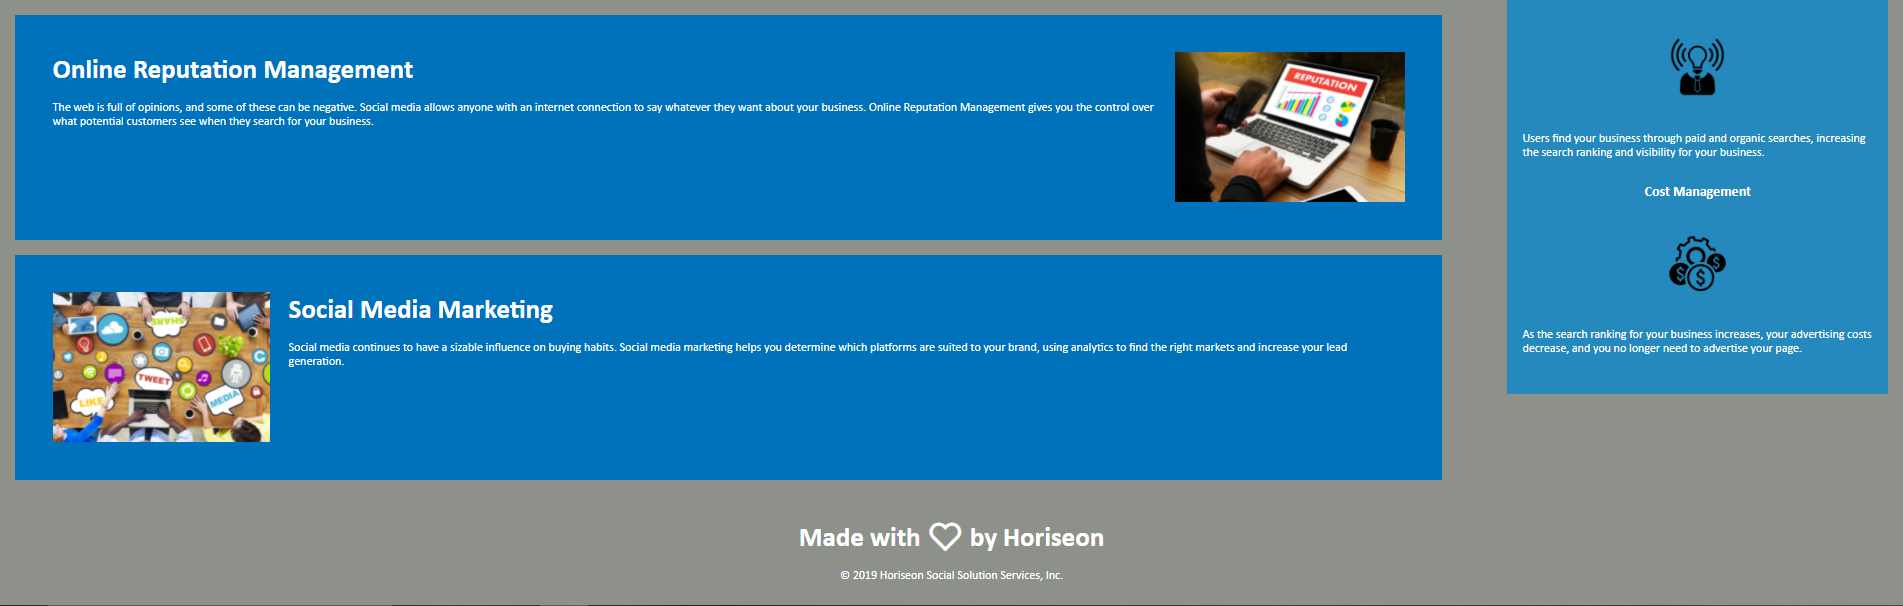 Online Reputation Management
The web is full of opinions, and some of these can be negative. Social media allows anyone with an internet connection to say whatever they want about your business. Online Reputation Management gives you the control over
what potential customers see when they search for your business.
REPUTATION
Social Media Marketing
Social media continues to have a sizable influence on buying habits. Social media marketing helps you determine which platforms are suited to your brand, using analytics to find the right markets and increase your lead
generation.
SHARE
TWEET
LIKE
MEDIA
Users find your business through paid and organic searches, increasing
the search ranking and visibility for your business.
Cost Management
$ $
$
As the search ranking for your business increases, your advertising costs
decrease, and you no longer need to advertise your page.
Made with by Horiseon
© 2019 Horiseon Social Solution Services, Inc.